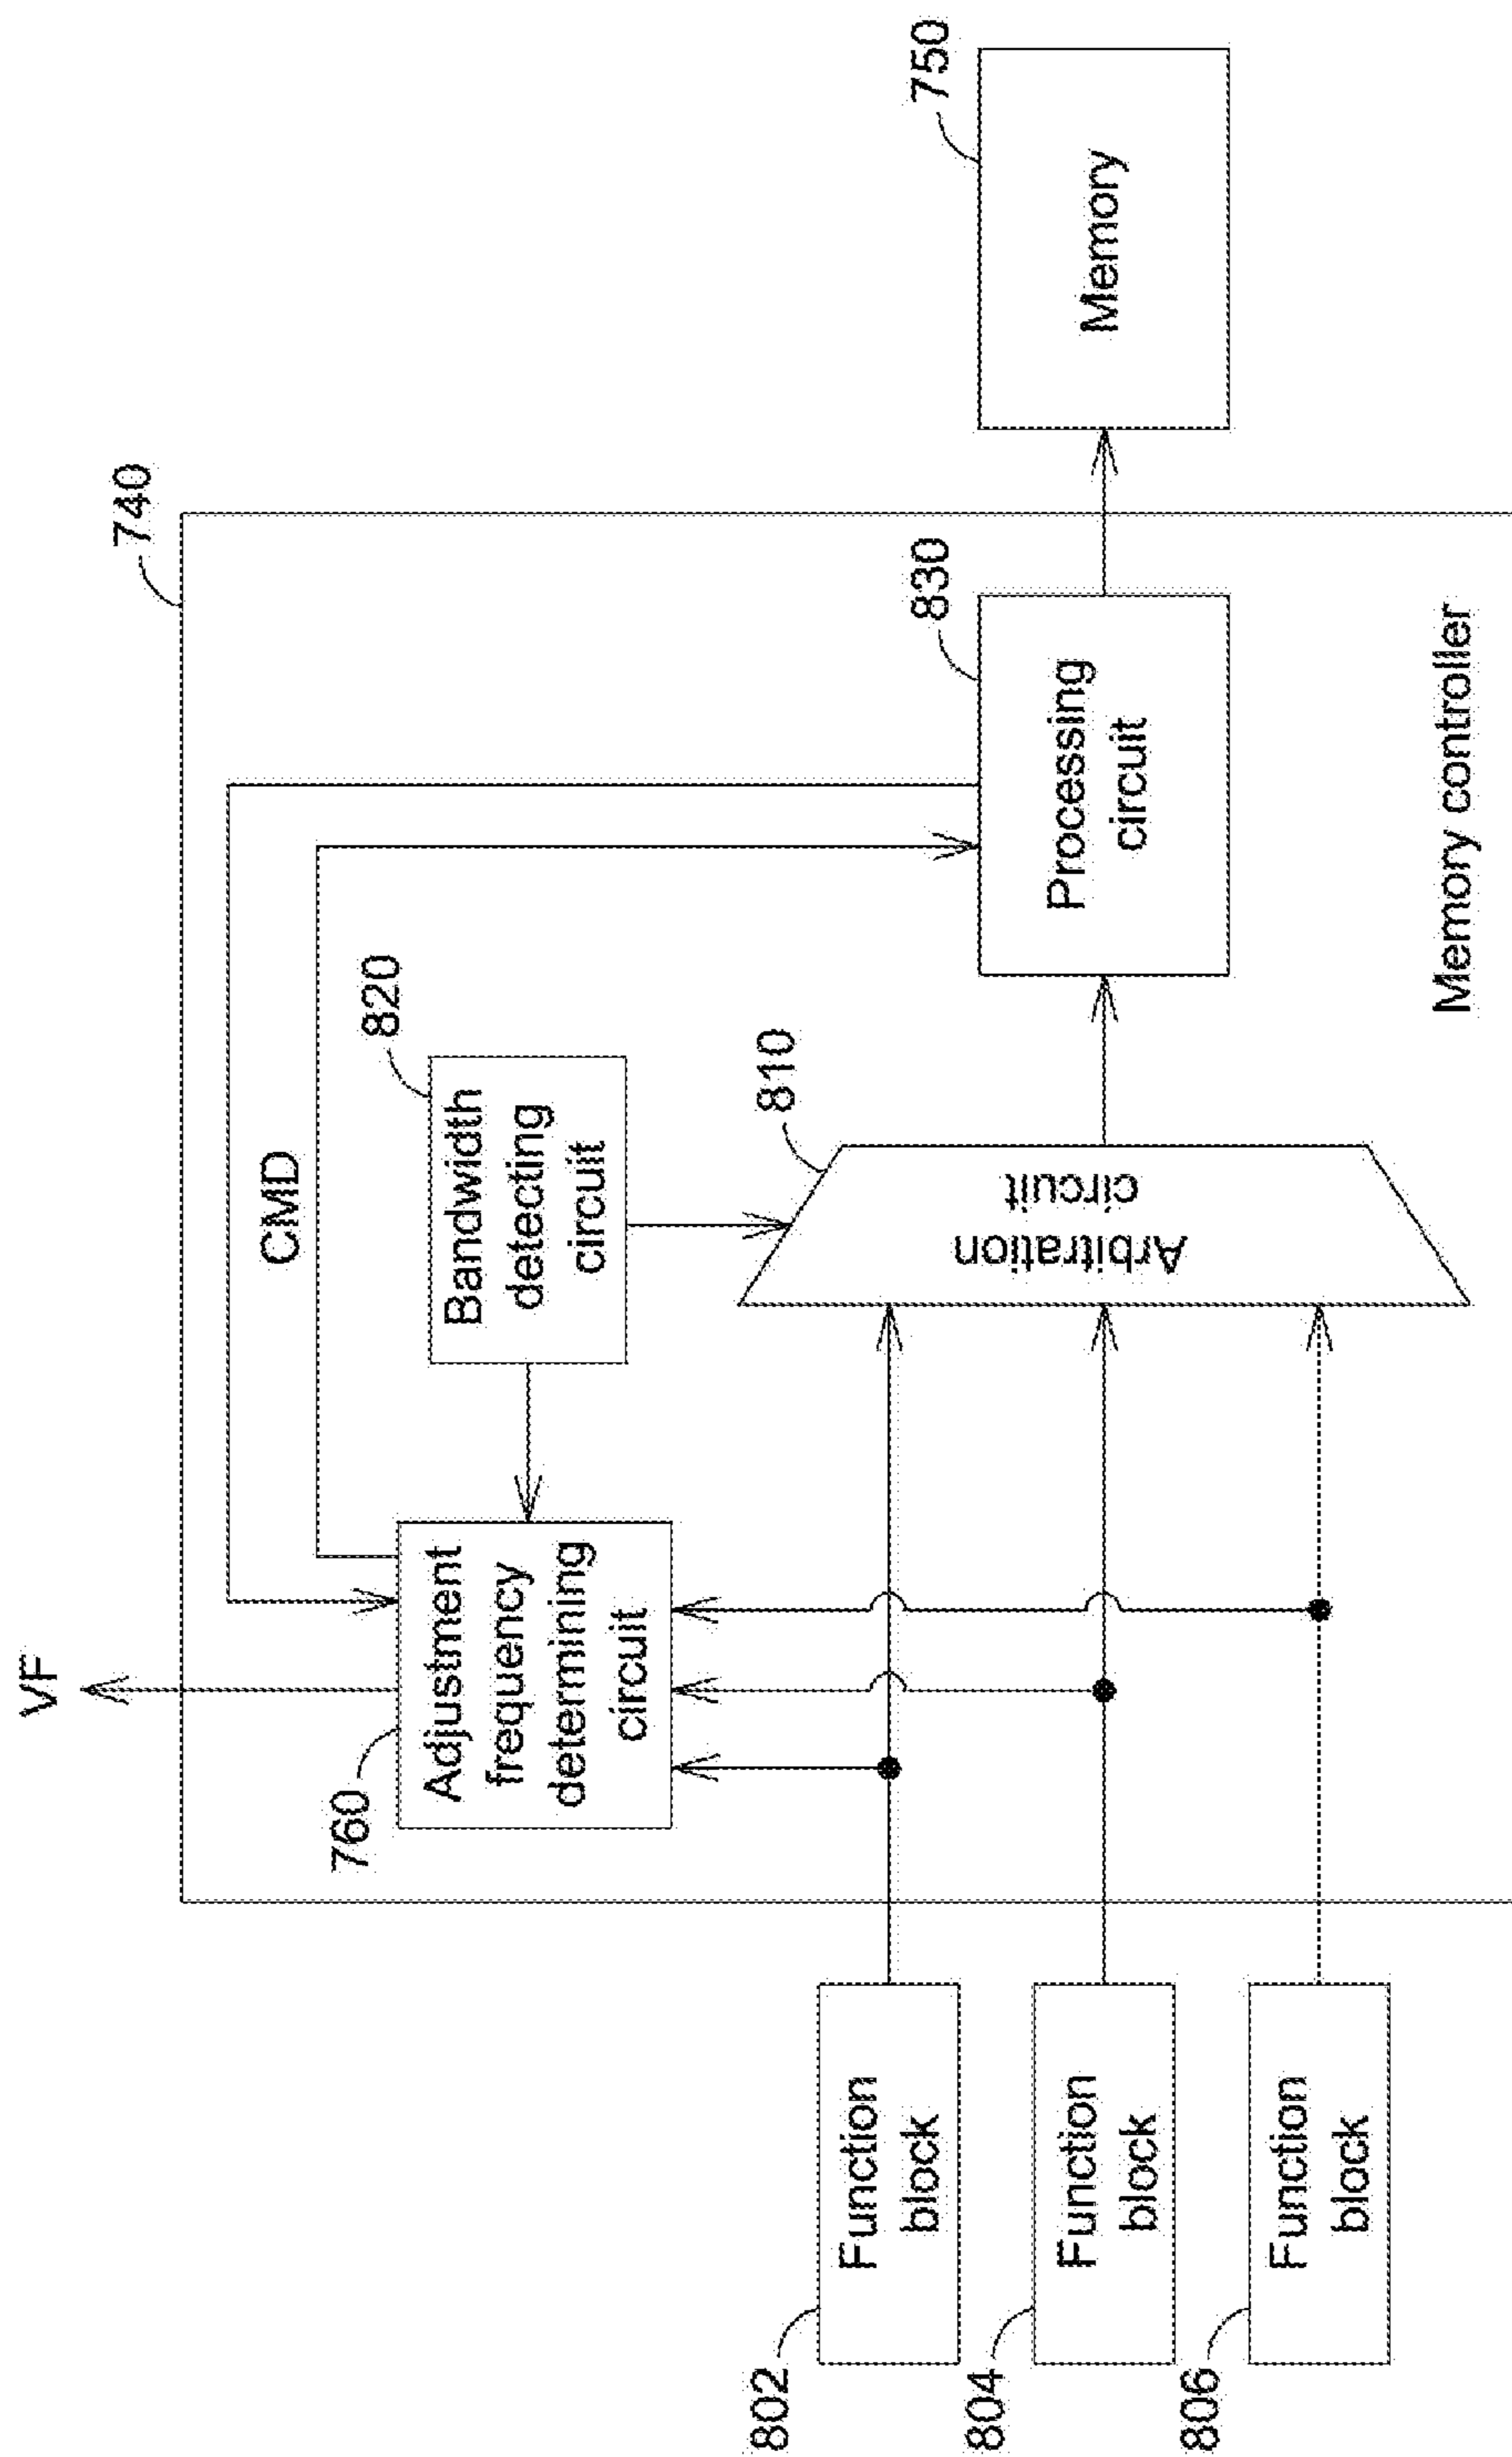 VF
740
CMD
760
Adjustment
frequency
determining
circuit
820
Bandwidth
detecting
circuit
802
Function
block
804
Function
block
806
Function
block
810
Arbitration
circuit
830
Processing
circuit
750
Memory
Memory controller